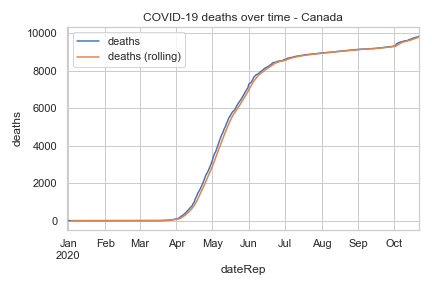 COVID-19 deaths over time - Canada
deaths
deaths (rolling)
10000
8000
6000
4000
2000
0
deaths
Jan Feb Mar Apr May Jun Jul Aug Sep Oct
2020
dateRep